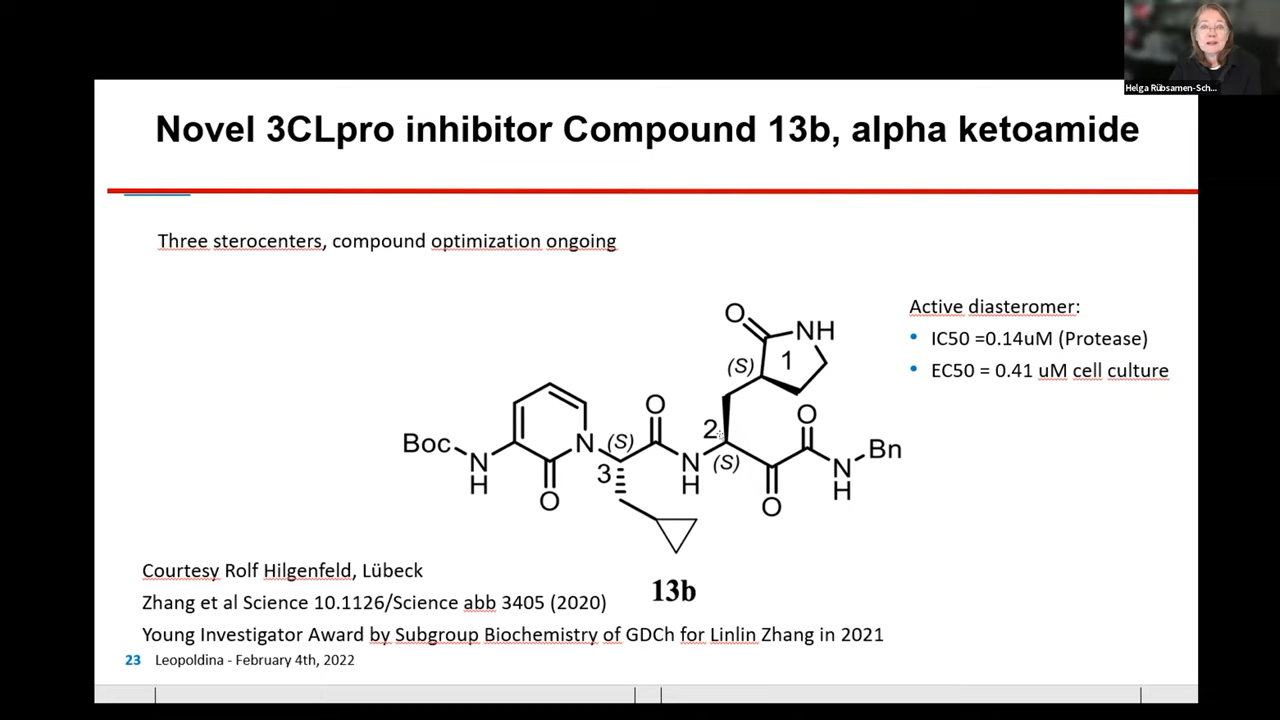 Helga Rübsamen-Sch...
Novel 3CLpro inhibitor Compound 13b, alpha ketoamide
Three sterocenters, compound optimization ongoing
Active diasteromer:
• IC50 =0.14uM (Protease)
• EC50 = 0.41 uM cell culture
O
NH
(S)
1
O
O
Boc
N
H
N
(S)
3
O
2
(S)
N
H
O
N
H
Bn
13b
Courtesy Rolf Hilgenfeld, Lübeck
Zhang et al Science 10.1126/Science abb 3405 (2020)
Young Investigator Award by Subgroup Biochemistry of GDCh for Linlin Zhang in 2021
23 Leopoldina - February 4th, 2022